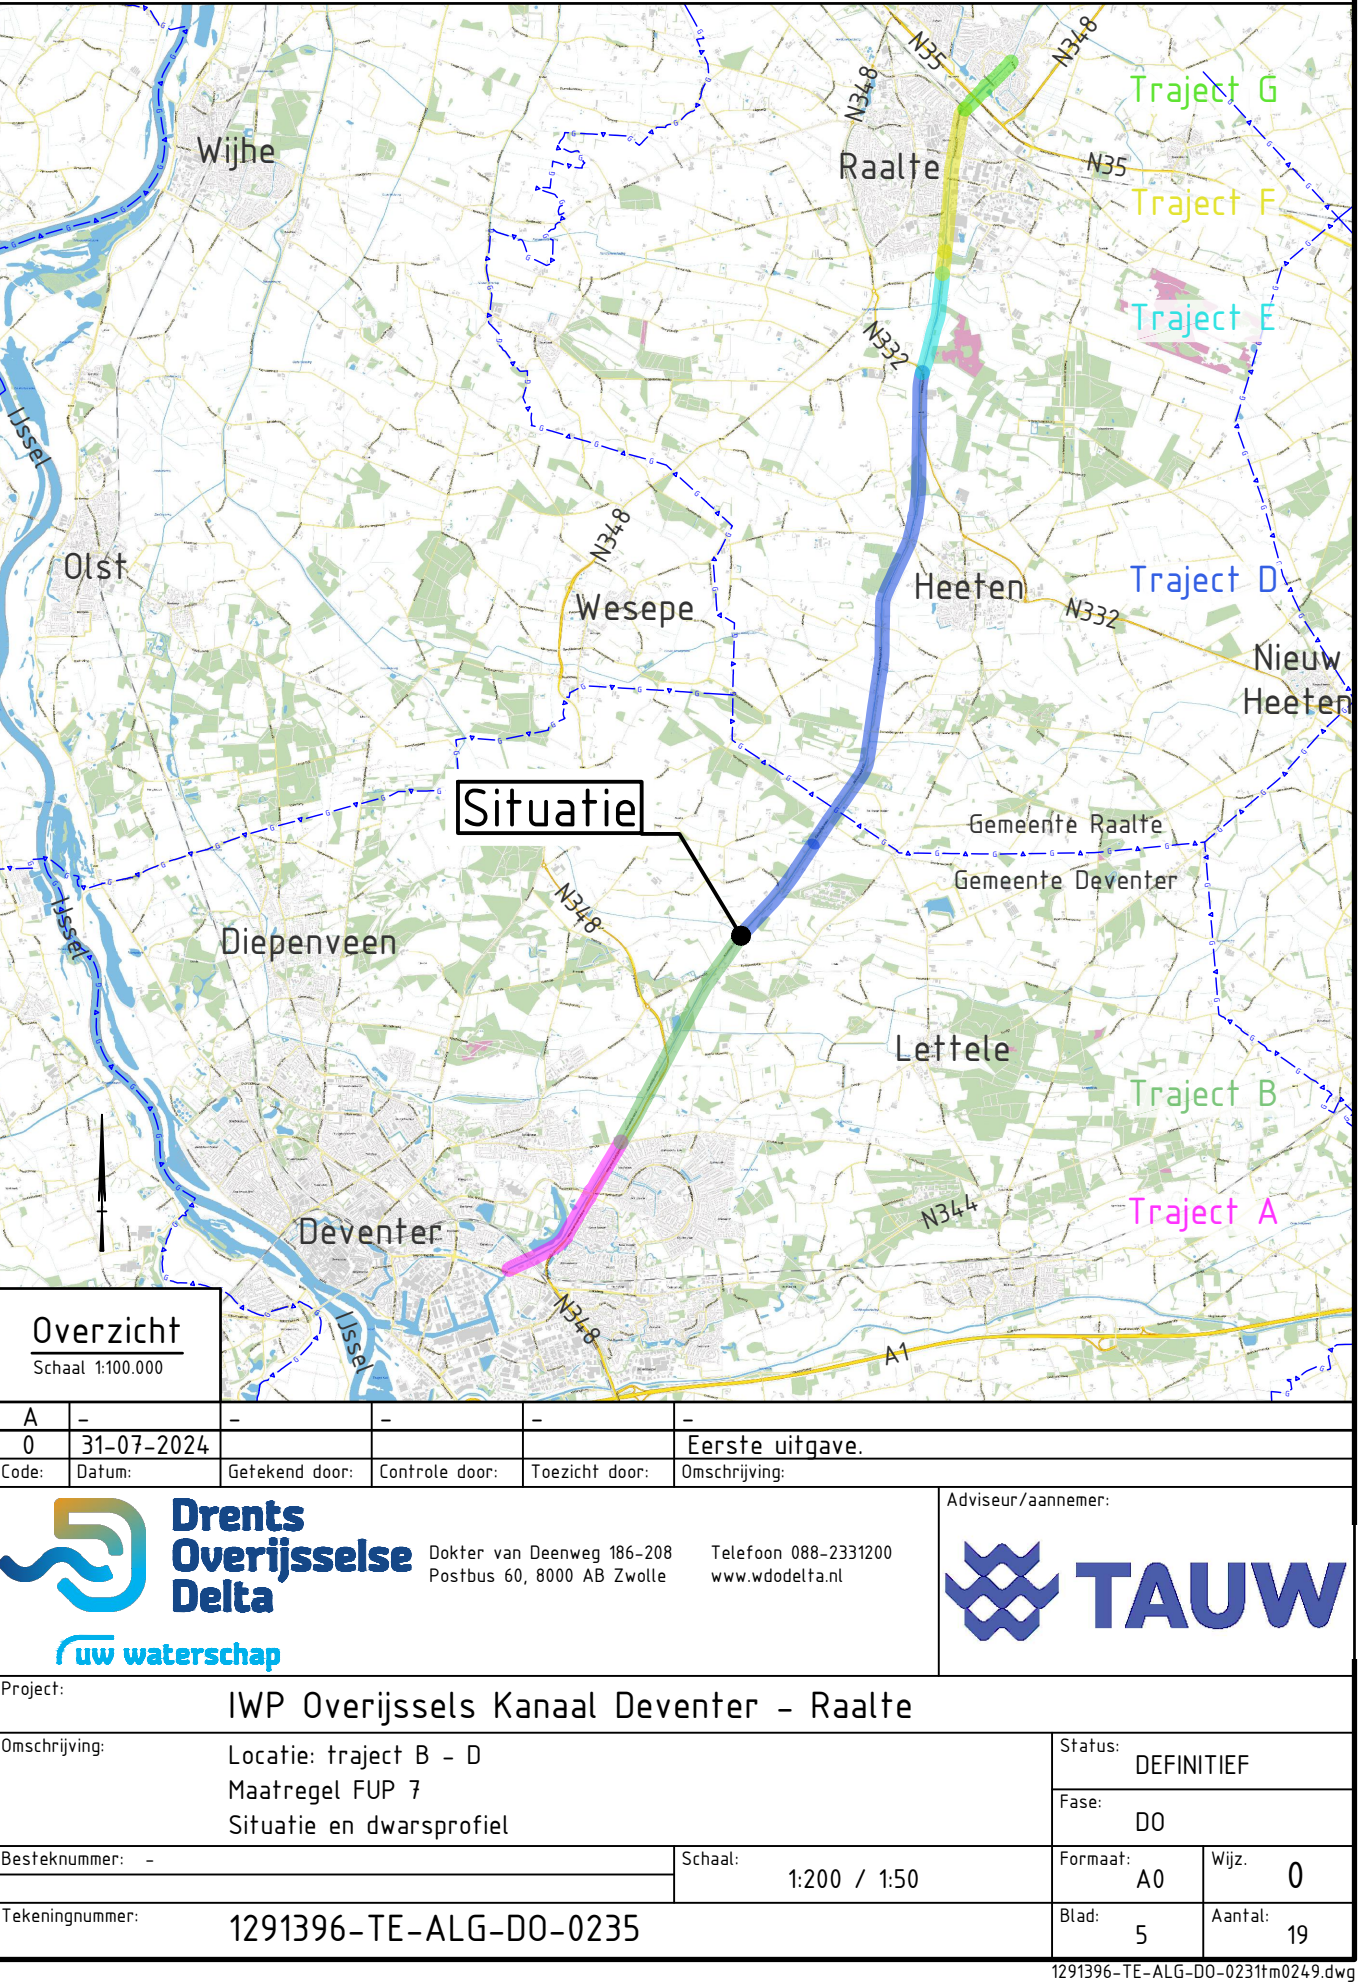 N35
N348
N348
Traject G
Wijhe
Raalte
N35
Traject F
Traject E
N332
IJssel
N348
Olst
Wesepe
Heeten
Traject D
N332
Nieuw
Heeten
Situatie
Gemeente Raalte
Gemeente Deventer
N348
IJssel
Diepenveen
Lettele
Traject B
N344
Traject A
Deventer
N348
IJssel
A1
Overzicht
Schaal 1:100.000
A - - - - -
0 31-07-2024 Eerste uitgave.
Code: Datum: Getekend door: Controle door: Toezicht door: Omschrijving:
Drents
Overijsselse
Delta
uw waterschap
Dokter van Deenweg 186-208 Telefoon 088-2331200
Postbus 60, 8000 AB Zwolle www.wdodelta.nl
Adviseur/aannemer:
TAUW
Project: IWP Overijssels Kanaal Deventer - Raalte
Omschrijving: Locatie: traject B - D
Maatregel FUP 7
Situatie en dwarsprofiel
Status: DEFINITIEF
Fase: DO
Besteknummer: -
Schaal: 1:200 / 1:50
Formaat: A0
Wijz. 0
Tekeningnummer: 1291396-TE-ALG-DO-0235
Blad: 5
Aantal: 19
1291396-TE-ALG-DO-0231tm0249.dwg